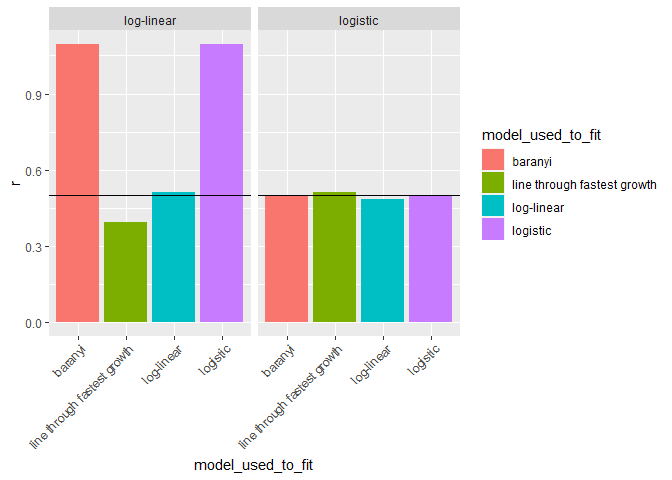 log-linear
logistic
r
0.9
0.6
0.3
0.0
baranyi
line through fastest growth
log-linear
logistic
baranyi
line through fastest growth
log-linear
logistic
model_used_to_fit
model_used_to_fit
baranyi
line through fastest growth
log-linear
logistic